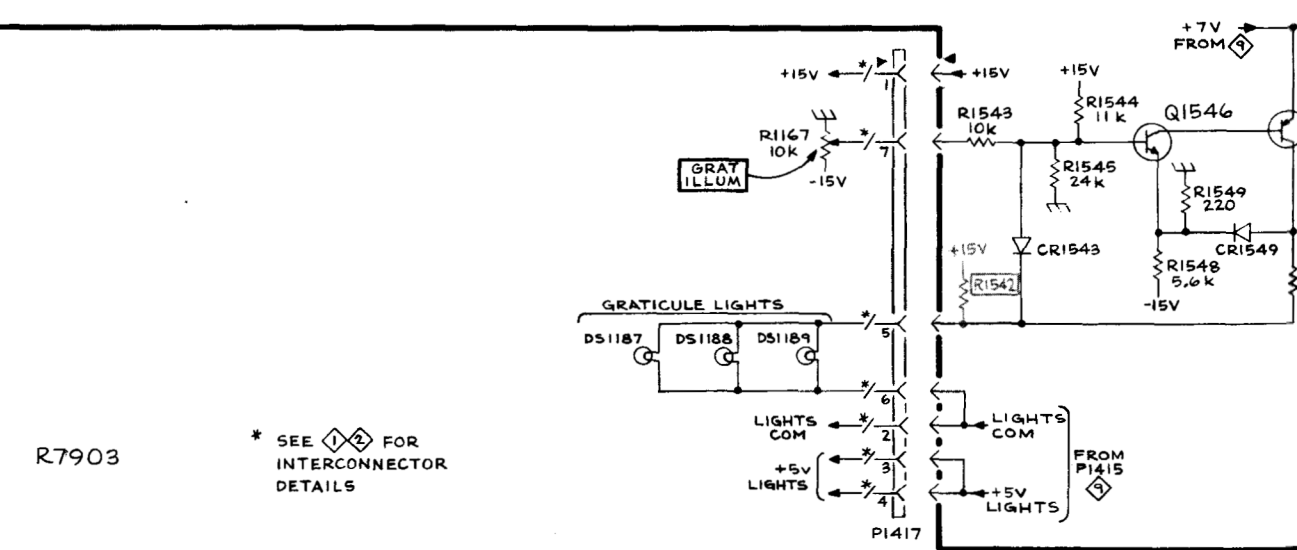 +7V
FROM 9
+15V
*
1
+15V
+15V
R1544
11k
Q1546
R1543
10k
R1167
10k
*
7
GRAT
ILLUM
-15V
R1545
24k
R1549
220
+15V
R1542
CR1543
CR1549
R1548
5.6k
-15V
GRATICULE LIGHTS
DS1187
DS1188
DS1189
*
5
*
6
LIGHTS
COM
*
2
LIGHTS
COM
+5V
LIGHTS
*
3
*
4
+5V
LIGHTS
FROM
P1415
9
P1417
R7903
* SEE 1 2 FOR
INTERCONNECTOR
DETAILS